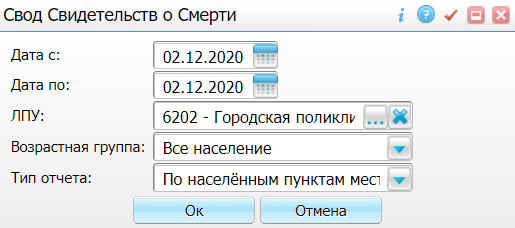 Свод Свидетельств о Смерти
Дата с: 02.12.2020
Дата по: 02.12.2020
ЛПУ: 6202 - Городская поликли ...
Возрастная группа: Все население
Тип отчета: По населённым пунктам мест
Ок Отмена